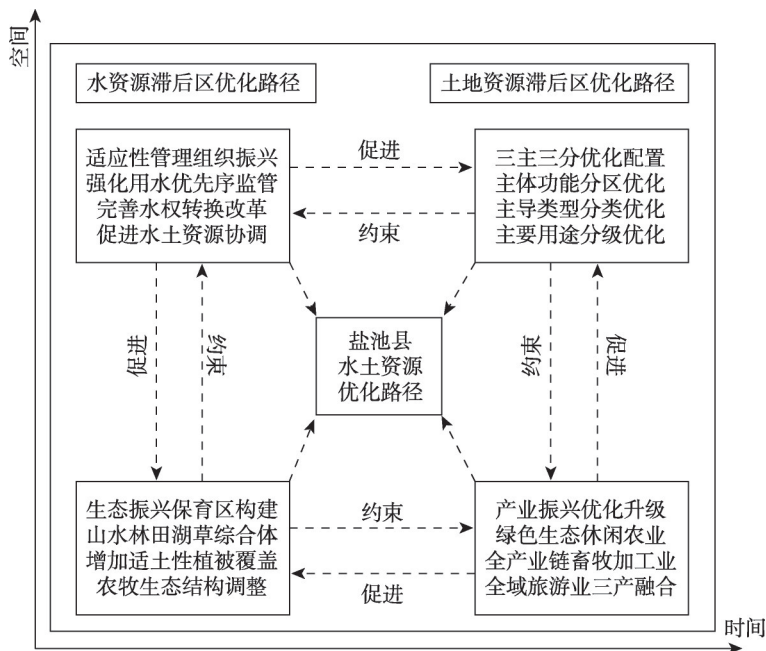 空间
水资源滞后区优化路径
土地资源滞后区优化路径
适应性管理组织振兴
强化用水优先序监管
完善水权转换改革
促进水土资源协调
促进
约束
三主三分优化配置
主体功能分区优化
主导类型分类优化
主要用途分级优化
促进
约束
盐池县
水土资源
优化路径
约束
促进
生态振兴保育区构建
山水林田湖草综合体
增加适土性植被覆盖
农牧生态结构调整
约束
促进
产业振兴优化升级
绿色生态休闲农业
全产业链畜牧加工业
全域旅游业三产融合
时间